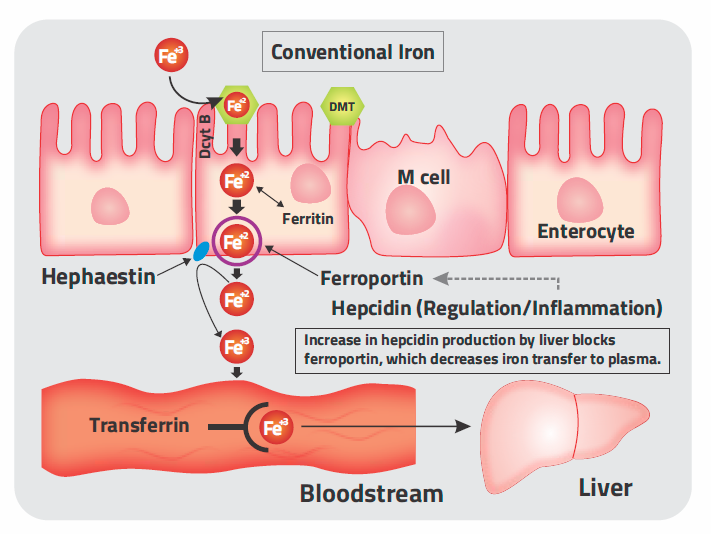 Conventional Iron
Fe+3
Fe+2
DMT
Dcyt B
Fe+2
M cell
Ferritin
Fe+2
Enterocyte
Hephaestin
Ferroportin
Fe+2
Hepcidin (Regulation/Inflammation)
Fe+3
Increase in hepcidin production by liver blocks
ferroportin, which decreases iron transfer to plasma.
Transferrin
Fe+3
Bloodstream
Liver